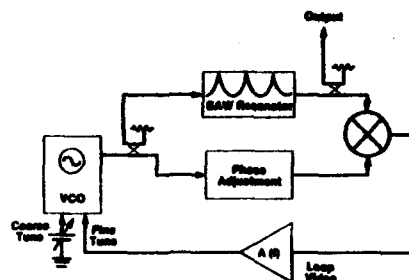 Output
SAW Resonator
VCO
Phase
Adjustment
Coarse
Tune
Fine
Tune
A (f)
Loop
Video